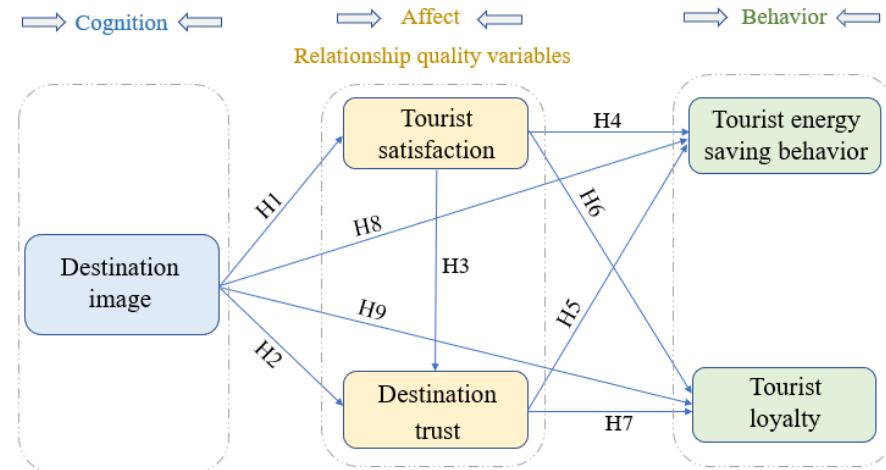 Cognition
Affect
Behavior
Relationship quality variables
Tourist
satisfaction
Tourist energy
saving behavior
H4
H1
H8
H6
Destination
image
H3
H9
H5
H2
Destination
trust
Tourist
loyalty
H7